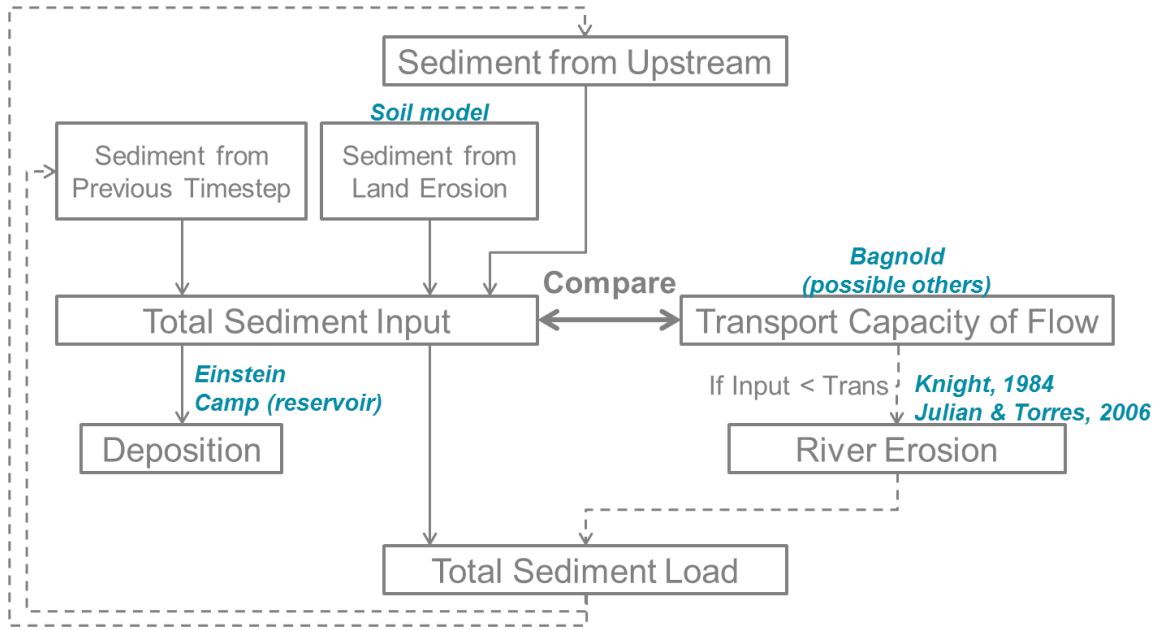 Sediment from Upstream
Soil model
Sediment from
Previous Timestep
Sediment from
Land Erosion
Compare
Bagnold
(possible others)
Total Sediment Input
Transport Capacity of Flow
Einstein
Camp (reservoir)
If Input < Trans
Knight, 1984
Julian & Torres, 2006
Deposition
River Erosion
Total Sediment Load